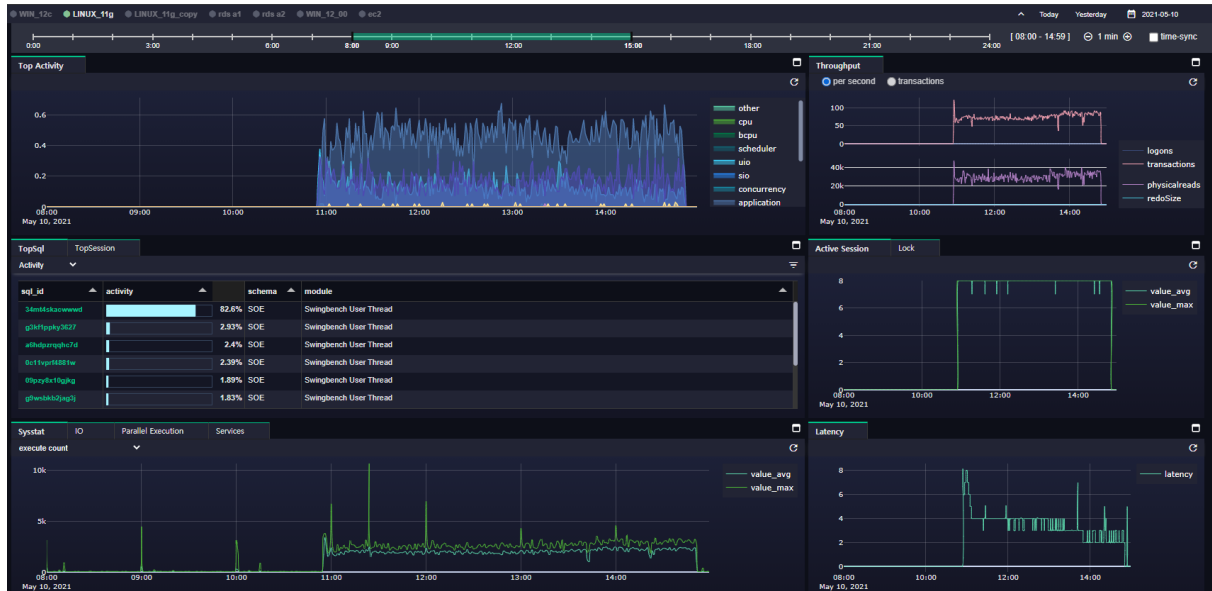 WIN_12c LINUX_11g LINUX_11g_copy rds a1 rds a2 WIN_12_80 ec2 Today Yesterday 2021-05-10
0:00 3:00 6:00 8:00 9:00 12:00 15:00 18:00 21:00 24:00 [ 08:00 - 14:59 ] 1 min time-sync
Top Activity
0.6
0.4
0.2
0
08:00 09:00 10:00 11:00 12:00 13:00 14:00
May 10, 2021
other
cpu
bcpu
scheduler
uio
sio
concurrency
application
Throughput
per second transactions
100
50
0
40k
20k
0
08:00 10:00 12:00 14:00
May 10, 2021
logons
transactions
physicalreads
redoSize
TopSql TopSession
Activity
sql_id activity schema module
34mt4skacwwwd 82.6% SOE Swingbench User Thread
g3kf1ppky3627 2.93% SOE Swingbench User Thread
a6hdpzrqqhc7d 2.4% SOE Swingbench User Thread
0c11vprf4881w 2.39% SOE Swingbench User Thread
09pzy8x10gjkg 1.89% SOE Swingbench User Thread
g9wsbkb2jag3j 1.83% SOE Swingbench User Thread
Active Session Lock
8
6
4
2
0
08:00 10:00 12:00 14:00
May 10, 2021
value_avg
value_max
Sysstat IO Parallel Execution Services
execute count
10k
5k
0
08:00 09:00 10:00 11:00 12:00 13:00 14:00
May 10, 2021
value_avg
value_max
Latency
8
6
4
2
0
08:00 10:00 12:00 14:00
May 10, 2021
latency